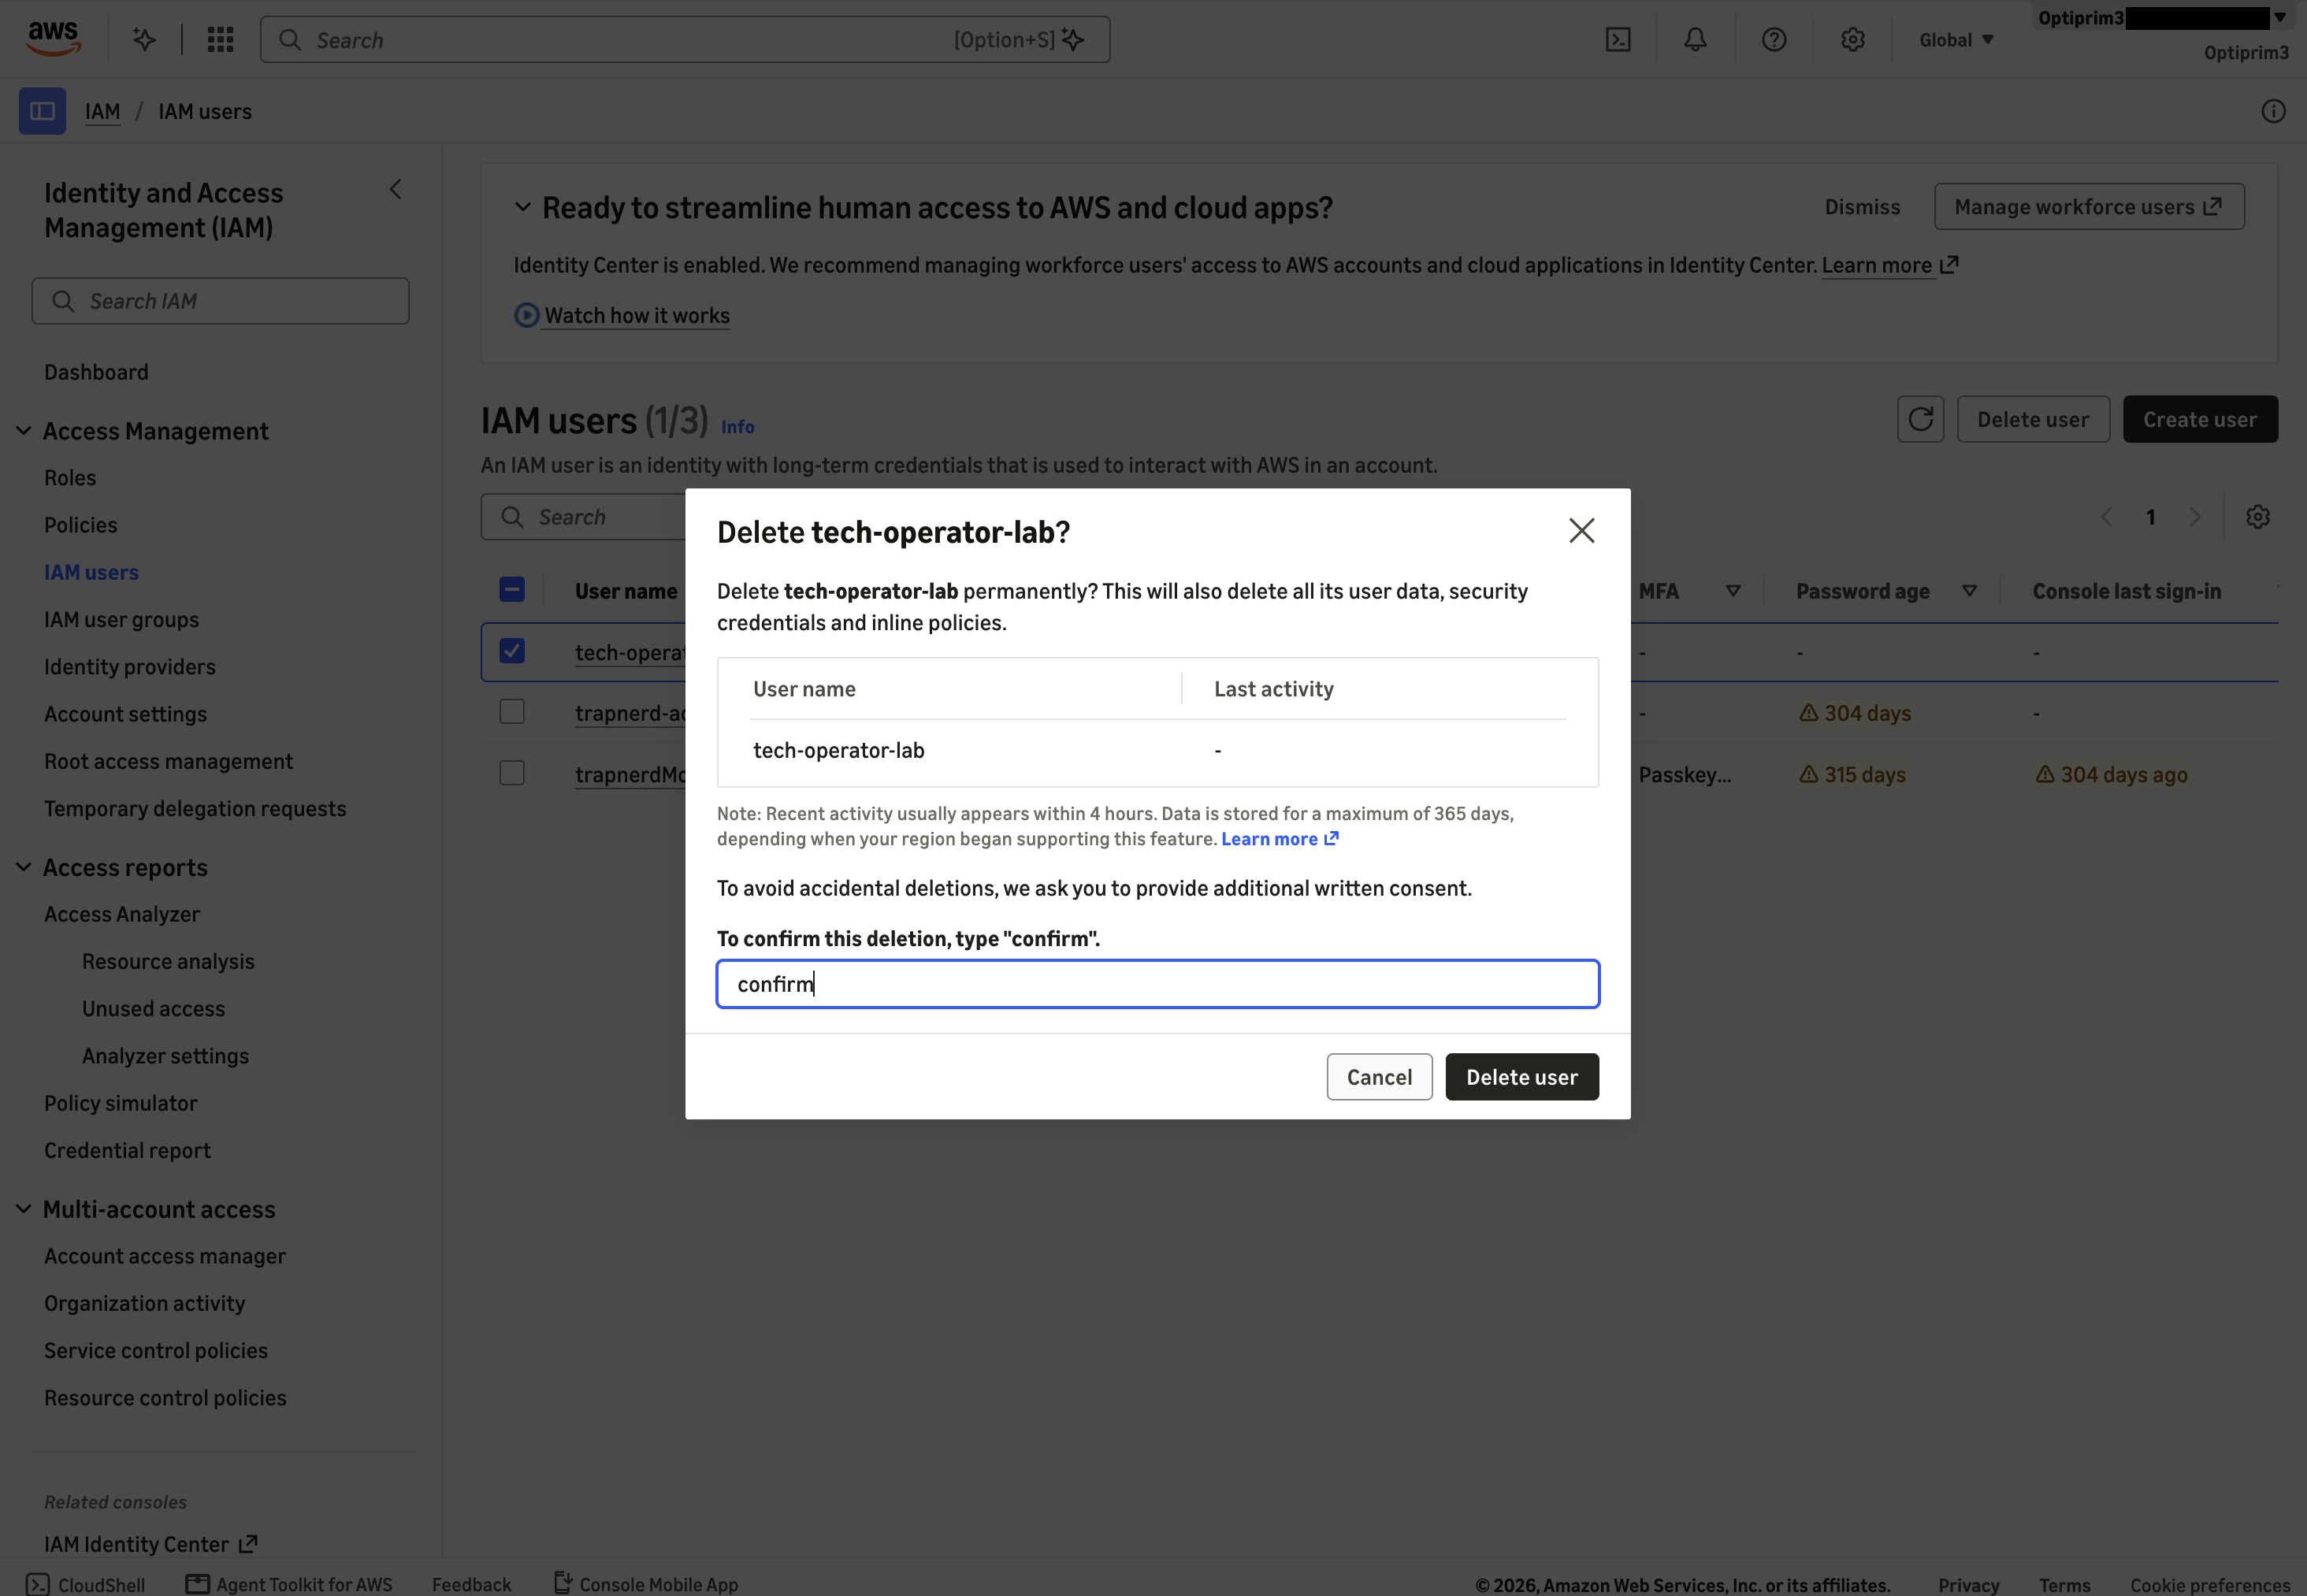 aws
Search
[Option+S]
Global
Optiprim3
Optiprim3
IAM / IAM users
Identity and Access
Management (IAM)
Search IAM
Dashboard
Access Management
Roles
Policies
IAM users
IAM user groups
Identity providers
Account settings
Root access management
Temporary delegation requests
Access reports
Access Analyzer
Resource analysis
Unused access
Analyzer settings
Policy simulator
Credential report
Multi-account access
Account access manager
Organization activity
Service control policies
Resource control policies
Related consoles
IAM Identity Center
Ready to streamline human access to AWS and cloud apps?
Dismiss
Manage workforce users
Identity Center is enabled. We recommend managing workforce users' access to AWS accounts and cloud applications in Identity Center. Learn more
Watch how it works
IAM users (1/3) Info
Delete user
Create user
An IAM user is an identity with long-term credentials that is used to interact with AWS in an account.
Search
1
User name MFA Password age Console last sign-in
tech-operat - - -
trapnerd-ad - 304 days -
trapnerdMo Passkey... 315 days 304 days ago
Delete tech-operator-lab?
Delete tech-operator-lab permanently? This will also delete all its user data, security
credentials and inline policies.
User name Last activity
tech-operator-lab -
Note: Recent activity usually appears within 4 hours. Data is stored for a maximum of 365 days,
depending when your region began supporting this feature. Learn more
To avoid accidental deletions, we ask you to provide additional written consent.
To confirm this deletion, type "confirm".
confirm
Cancel
Delete user
CloudShell
Agent Toolkit for AWS
Feedback
Console Mobile App
© 2026, Amazon Web Services, Inc. or its affiliates.
Privacy
Terms
Cookie preferences